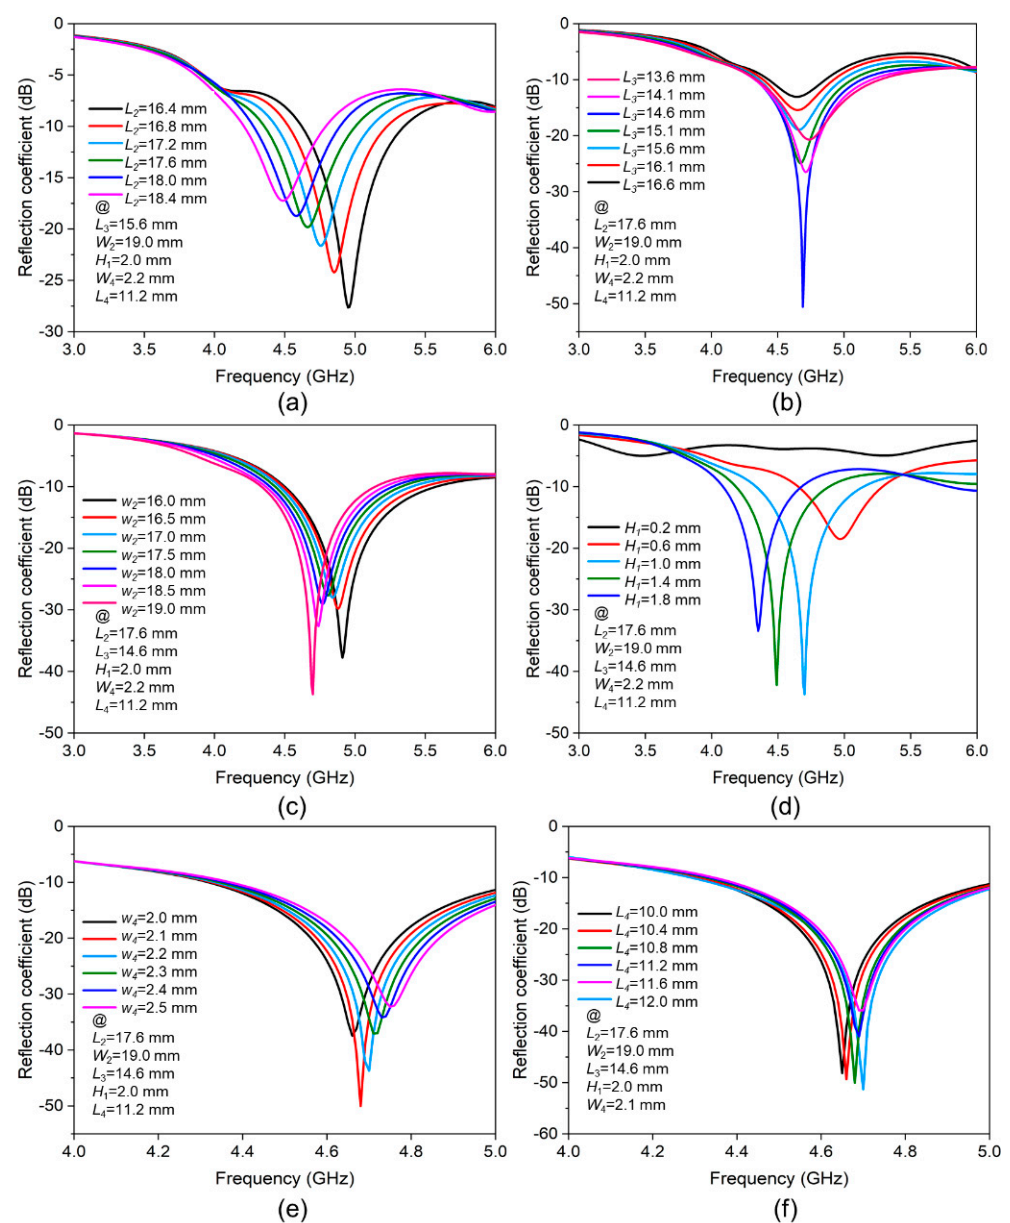 0
-5
-10
-15
-20
-25
-30
Reflection coefficient (dB)
L2=16.4 mm
L2=16.8 mm
L2=17.2 mm
L2=17.6 mm
L2=18.0 mm
L2=18.4 mm
@
L3=15.6 mm
W2=19.0 mm
H1=2.0 mm
W4=2.2 mm
L4=11.2 mm
3.0 3.5 4.0 4.5 5.0 5.5 6.0
Frequency (GHz)
(a)
0
-10
-20
-30
-40
-50
Reflection coefficient (dB)
L3=13.6 mm
L3=14.1 mm
L3=14.6 mm
L3=15.1 mm
L3=15.6 mm
L3=16.1 mm
L3=16.6 mm
@
L2=17.6 mm
W2=19.0 mm
H1=2.0 mm
W4=2.2 mm
L4=11.2 mm
3.0 3.5 4.0 4.5 5.0 5.5 6.0
Frequency (GHz)
(b)
0
-10
-20
-30
-40
-50
Reflection coefficient (dB)
w2=16.0 mm
w2=16.5 mm
w2=17.0 mm
w2=17.5 mm
w2=18.0 mm
w2=18.5 mm
w2=19.0 mm
@
L2=17.6 mm
L3=14.6 mm
H1=2.0 mm
W4=2.2 mm
L4=11.2 mm
3.0 3.5 4.0 4.5 5.0 5.5 6.0
Frequency (GHz)
(c)
0
-10
-20
-30
-40
-50
Reflection coefficient (dB)
H1=0.2 mm
H1=0.6 mm
H1=1.0 mm
H1=1.4 mm
H1=1.8 mm
@
L2=17.6 mm
W2=19.0 mm
L3=14.6 mm
W4=2.2 mm
L4=11.2 mm
3.0 3.5 4.0 4.5 5.0 5.5 6.0
Frequency (GHz)
(d)
0
-10
-20
-30
-40
-50
Reflection coefficient (dB)
w4=2.0 mm
w4=2.1 mm
w4=2.2 mm
w4=2.3 mm
w4=2.4 mm
w4=2.5 mm
@
L2=17.6 mm
W2=19.0 mm
L3=14.6 mm
H1=2.0 mm
L4=11.2 mm
4.0 4.2 4.4 4.6 4.8 5.0
Frequency (GHz)
(e)
0
-10
-20
-30
-40
-50
-60
Reflection coefficient (dB)
L4=10.0 mm
L4=10.4 mm
L4=10.8 mm
L4=11.2 mm
L4=11.6 mm
L4=12.0 mm
@
L2=17.6 mm
W2=19.0 mm
L3=14.6 mm
H1=2.0 mm
W4=2.1 mm
4.0 4.2 4.4 4.6 4.8 5.0
Frequency (GHz)
(f)